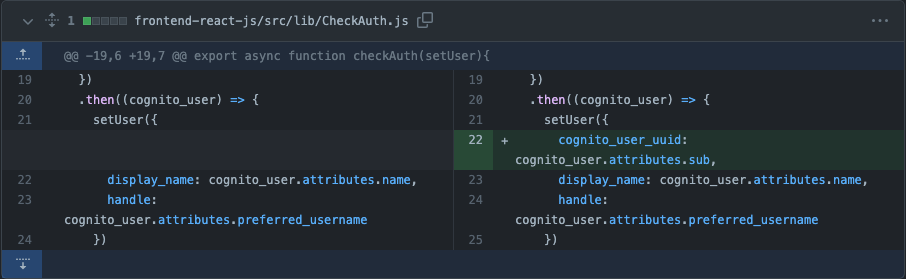 1 frontend-react-js/src/lib/CheckAuth.js
@@ -19,6 +19,7 @@ export async function checkAuth(setUser){
19 })
20 .then((cognito_user) => {
21 setUser({
22 display_name: cognito_user.attributes.name,
23 handle:
cognito_user.attributes.preferred_username
24 })
19 })
20 .then((cognito_user) => {
21 setUser({
22 + cognito_user_uuid:
cognito_user.attributes.sub,
23 display_name: cognito_user.attributes.name,
24 handle:
cognito_user.attributes.preferred_username
25 })